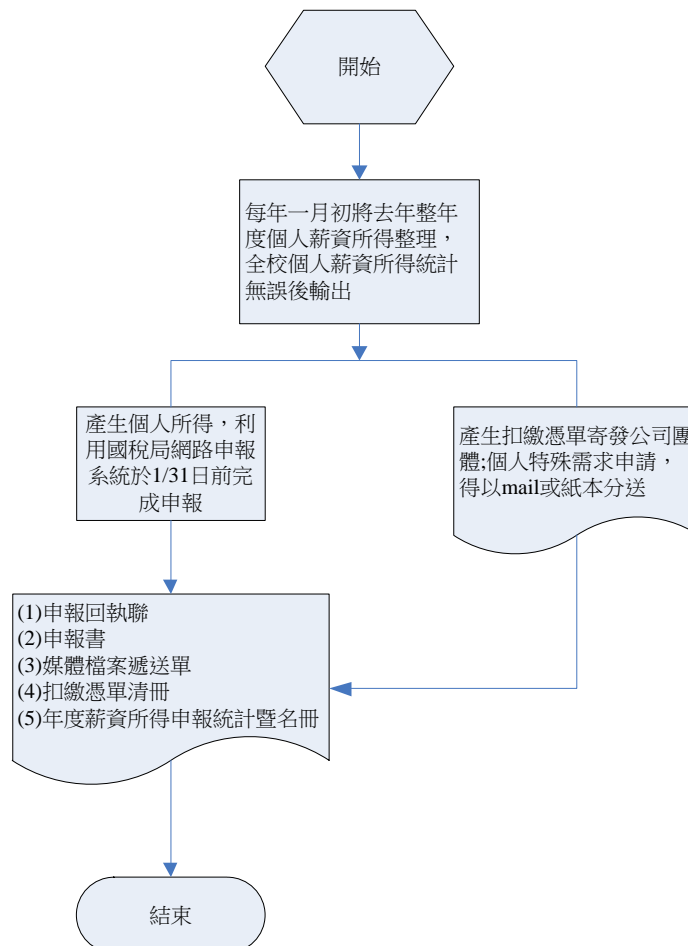 開始
每年一月初將去年整年
度個人薪資所得整理，
全校個人薪資所得統計
無誤後輸出
產生個人所得，利
用國稅局網路申報
系統於1/31日前完
成申報
產生扣繳憑單寄發公司團
體;個人特殊需求申請，
得以mail或紙本分送
(1)申報回執聯
(2)申報書
(3)媒體檔案遞送單
(4)扣繳憑單清冊
(5)年度薪資所得申報統計暨名冊
結束